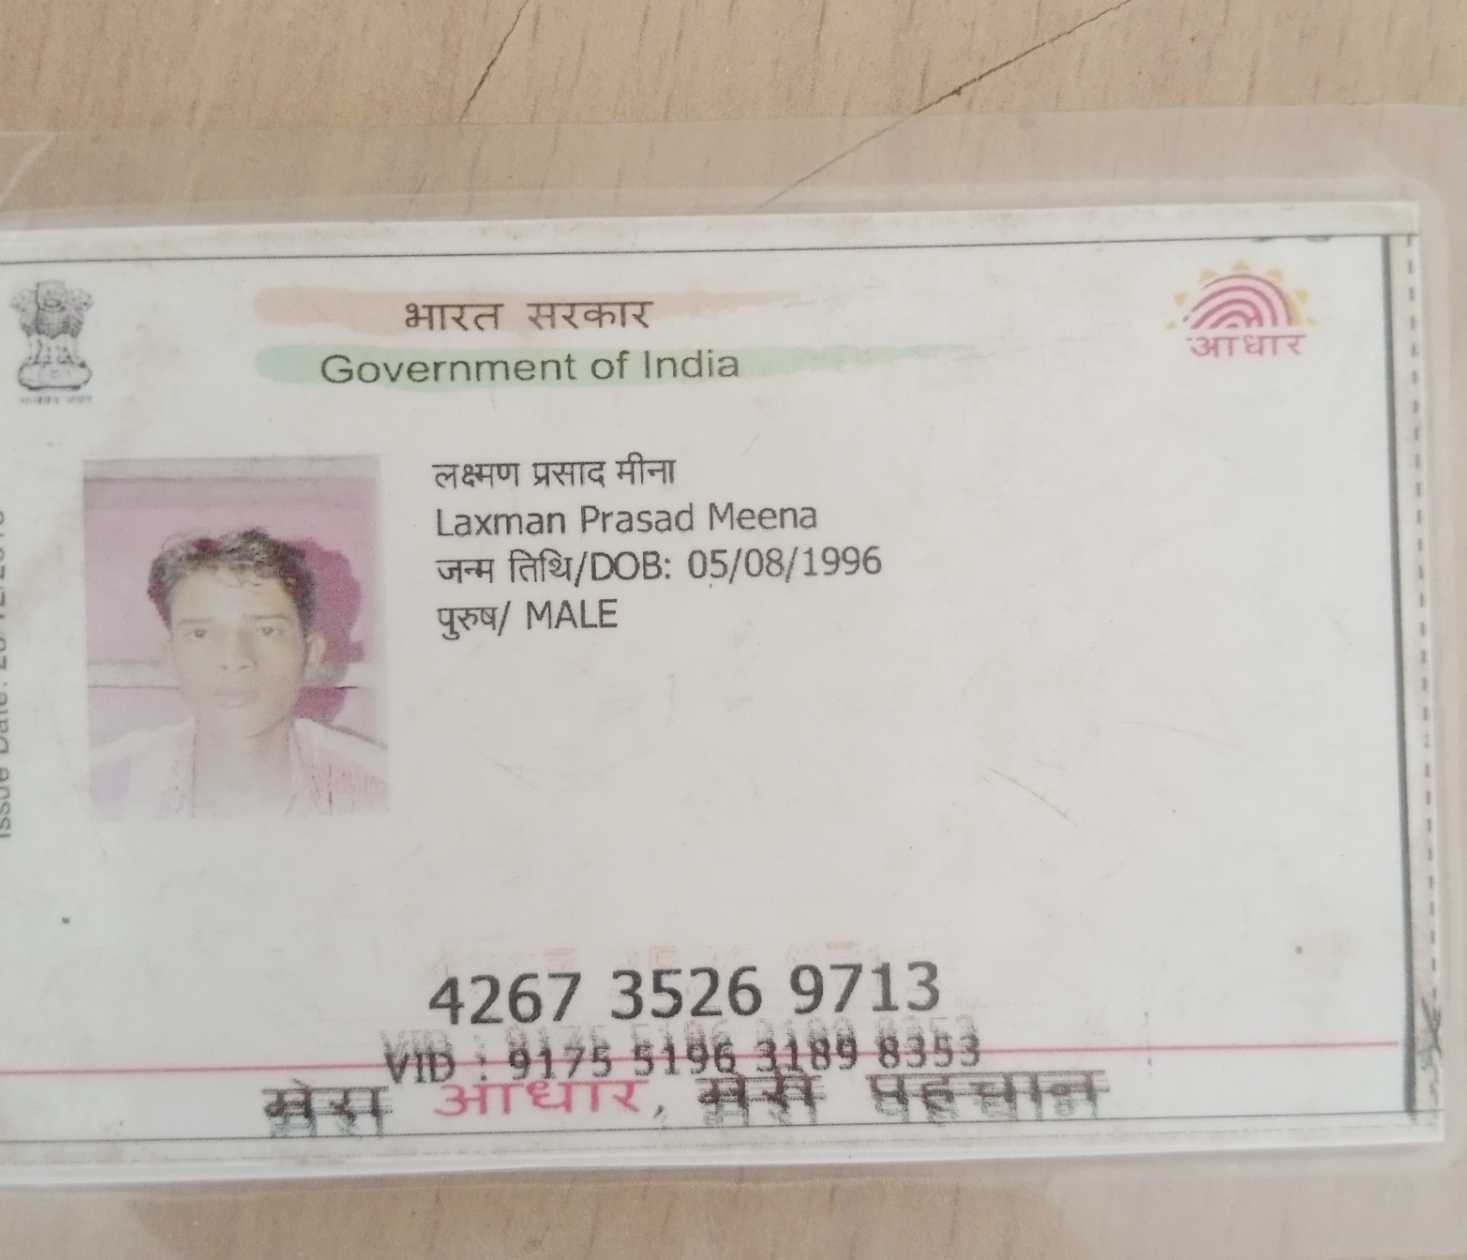 भारत सरकार
Government of India
आधार
लक्ष्मण प्रसाद मीना
Laxman Prasad Meena
जन्म तिथि/DOB: 05/08/1996
पुरुष/ MALE
Issue Date:
4267 3526 9713
VID : 9175 5196 3189 8353
मेरा आधार, मेरी पहचान